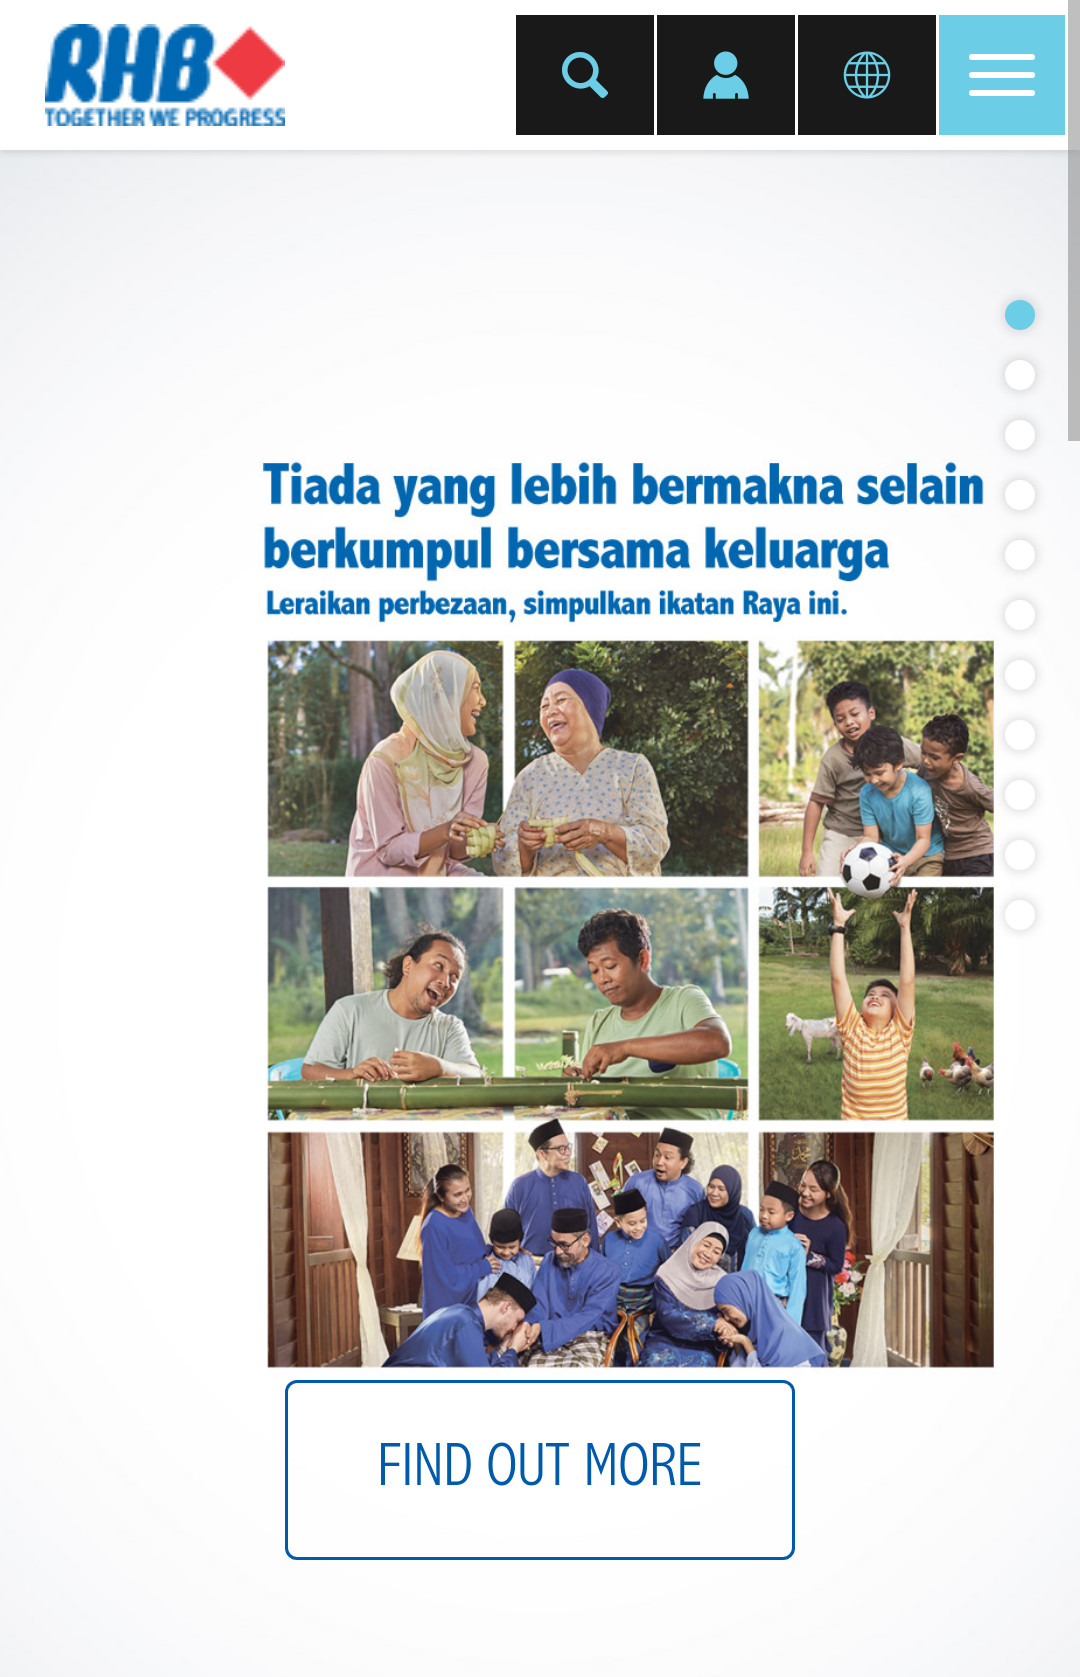 RHB
TOGETHER WE PROGRESS
Tiada yang lebih bermakna selain
berkumpul bersama keluarga
Leraikan perbezaan, simpulkan ikatan Raya ini.
FIND OUT MORE